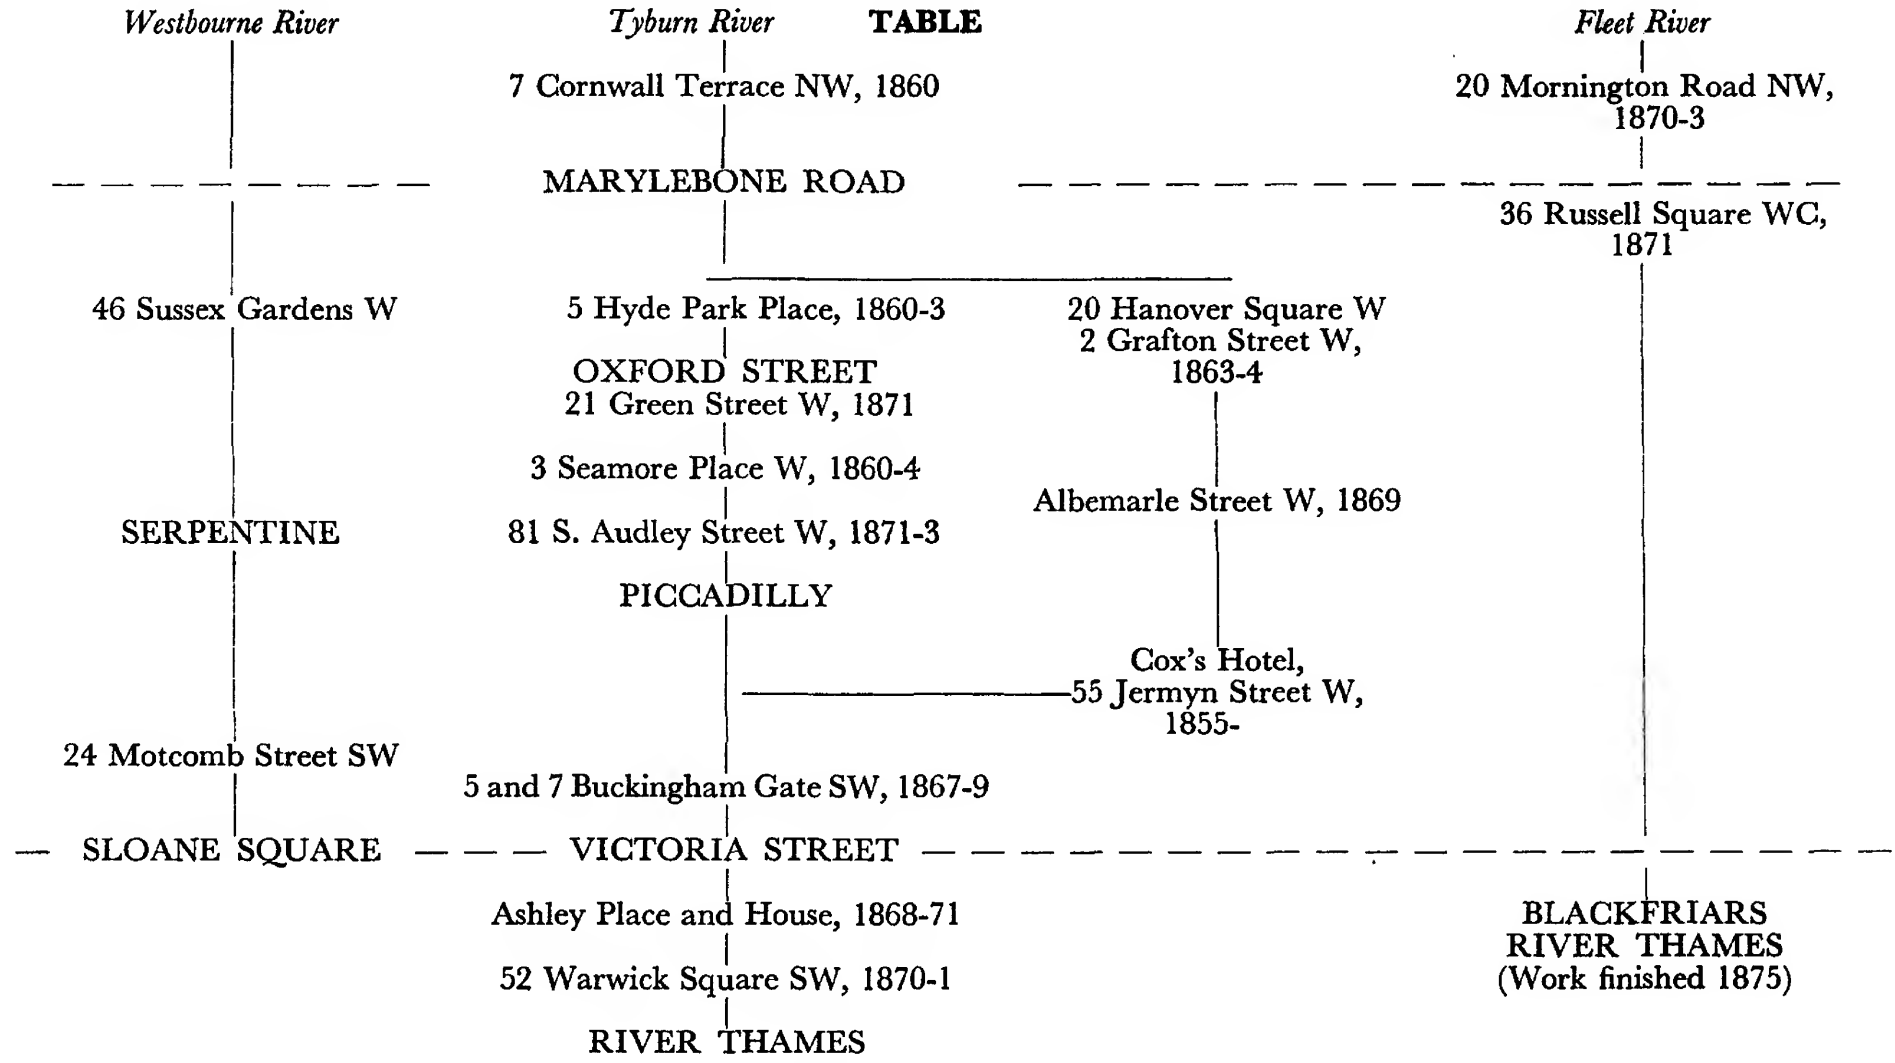 Westbourne River
Tyburn River
TABLE
Fleet River
7 Cornwall Terrace NW, 1860
20 Mornington Road NW,
1870-3
MARYLEBONE ROAD
36 Russell Square WC,
1871
46 Sussex Gardens W
5 Hyde Park Place, 1860-3
20 Hanover Square W
2 Grafton Street W,
1863-4
OXFORD STREET
21 Green Street W, 1871
3 Seamore Place W, 1860-4
Albemarle Street W, 1869
SERPENTINE
81 S. Audley Street W, 1871-3
PICCADILLY
Cox's Hotel,
55 Jermyn Street W,
1855-
24 Motcomb Street SW
5 and 7 Buckingham Gate SW, 1867-9
SLOANE SQUARE
VICTORIA STREET
Ashley Place and House, 1868-71
52 Warwick Square SW, 1870-1
RIVER THAMES
BLACKFRIARS
RIVER THAMES
(Work finished 1875)